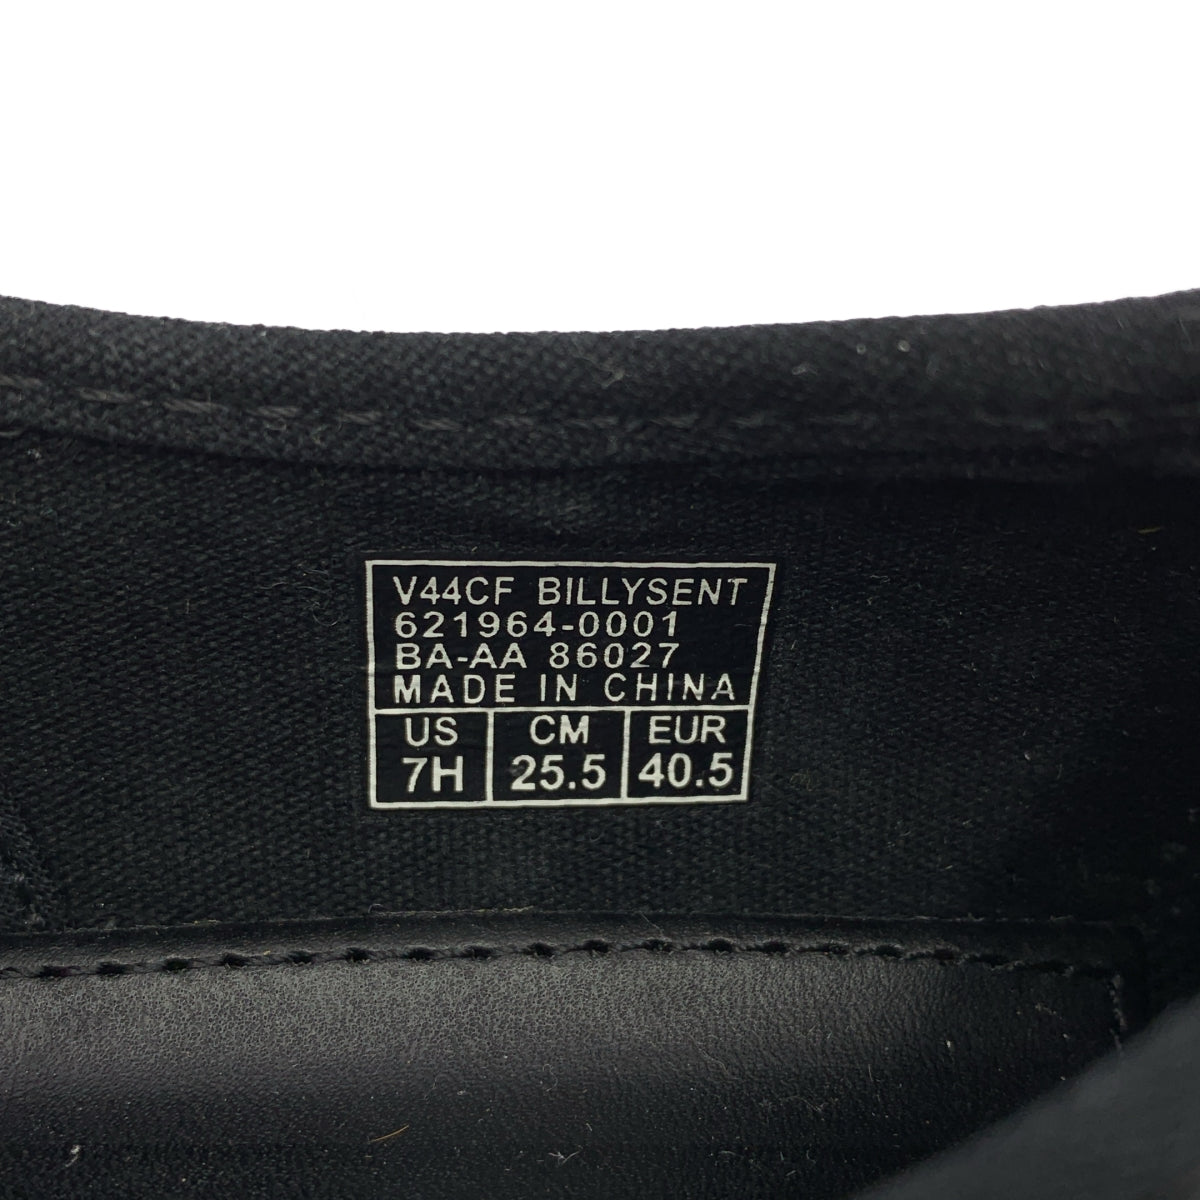 V44CF BILLYSENT
621964-0001
BA-AA 86027
MADE IN CHINA
US CM EUR
7H 25.5 40.5